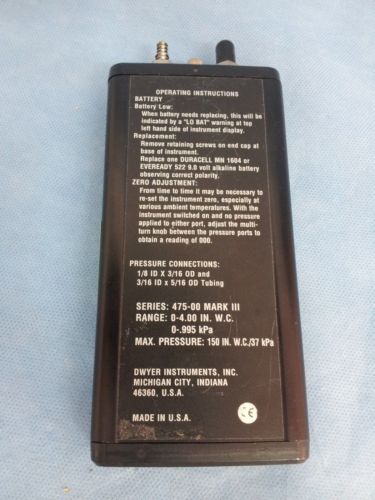 OPERATING INSTRUCTIONS
BATTERY
Battery Low:
When battery needs replacing, this will be
indicated by a "LO BAT" warning at top
left hand side of instrument display.
Replacement:
Remove retaining screws on end cap at
base of instrument.
Replace one DURACELL MN 1604 or
EVEREADY 522 9.0 volt alkaline battery
observing correct polarity.
ZERO ADJUSTMENT:
From time to time it may be necessary to
re-set the instrument zero, especially at
various ambient temperatures. With the
instrument switched on and no pressure
applied to either port, adjust the multi-
turn knob between the pressure ports to
obtain a reading of 000.
PRESSURE CONNECTIONS:
1/8 ID X 3/16 OD and
3/16 ID x 5/16 OD Tubing
SERIES: 475-00 MARK III
RANGE: 0-4.00 IN. W.C.
0-.995 kPa
MAX. PRESSURE: 150 IN. W.C./37 kPa
DWYER INSTRUMENTS, INC.
MICHIGAN CITY, INDIANA
46360, U.S.A.
MADE IN U.S.A.
CE